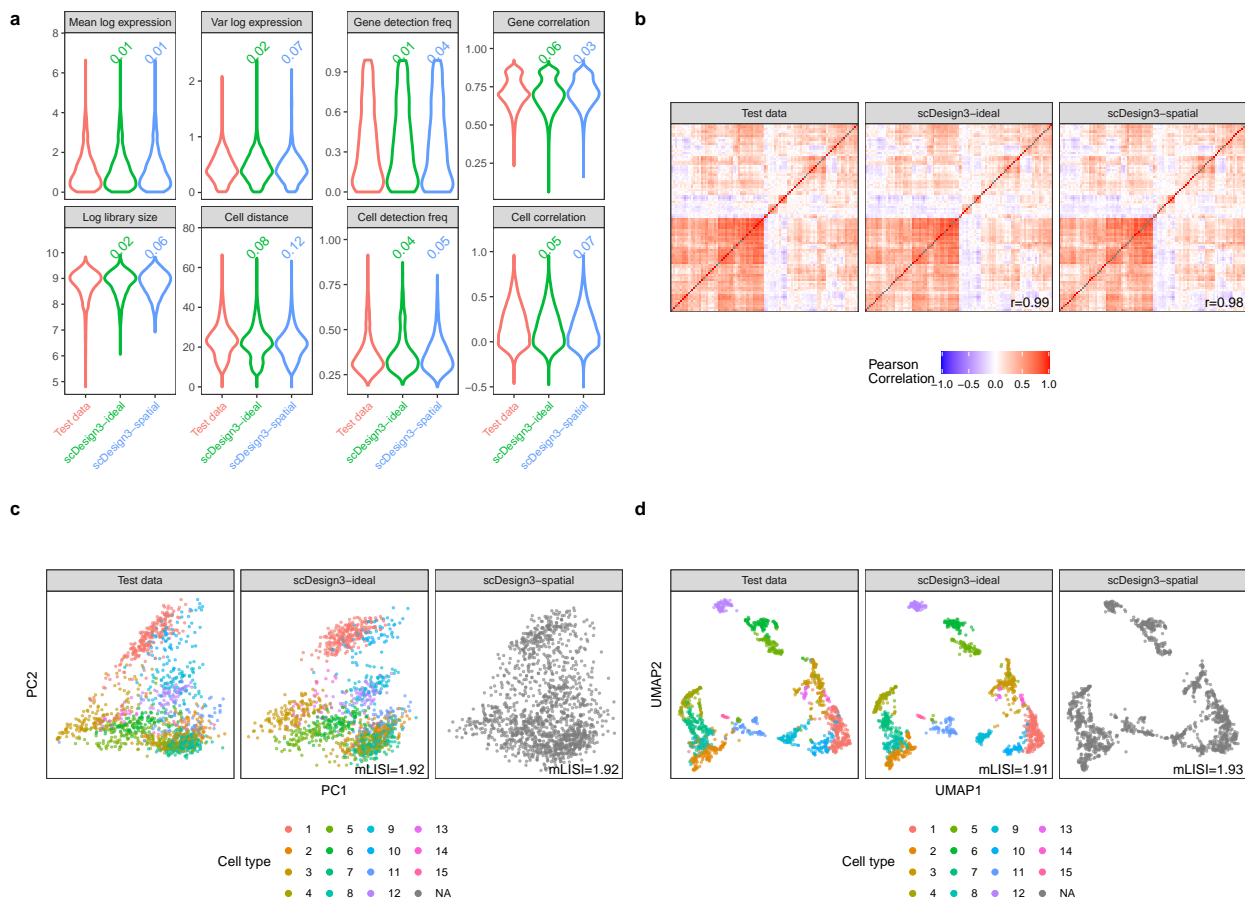 a
Mean log expression
Var log expression
Gene detection freq
Gene correlation
8
6
4
2
0
0.01
0.01
2
1
0
0.02
0.07
0.9
0.6
0.3
0.0
0.01
0.04
1.00
0.75
0.50
0.25
0.06
0.03
Log library size
Cell distance
Cell detection freq
Cell correlation
10
9
8
7
6
5
0.02
0.06
80
60
40
20
0
0.08
0.12
1.00
0.75
0.50
0.25
0.04
0.05
1.0
0.5
0.0
−0.5
0.05
0.07
Test data
scDesign3−ideal
scDesign3−spatial
Test data
scDesign3−ideal
scDesign3−spatial
Test data
scDesign3−ideal
scDesign3−spatial
Test data
scDesign3−ideal
scDesign3−spatial
b
Test data
scDesign3−ideal
scDesign3−spatial
r=0.99
r=0.98
Pearson
Correlation
−1.0 −0.5 0.0 0.5 1.0
c
Test data
scDesign3−ideal
scDesign3−spatial
PC2
mLISI=1.92
mLISI=1.92
PC1
Cell type
1 5 9 13
2 6 10 14
3 7 11 15
4 8 12 NA
d
Test data
scDesign3−ideal
scDesign3−spatial
UMAP2
mLISI=1.91
mLISI=1.93
UMAP1
Cell type
1 5 9 13
2 6 10 14
3 7 11 15
4 8 12 NA